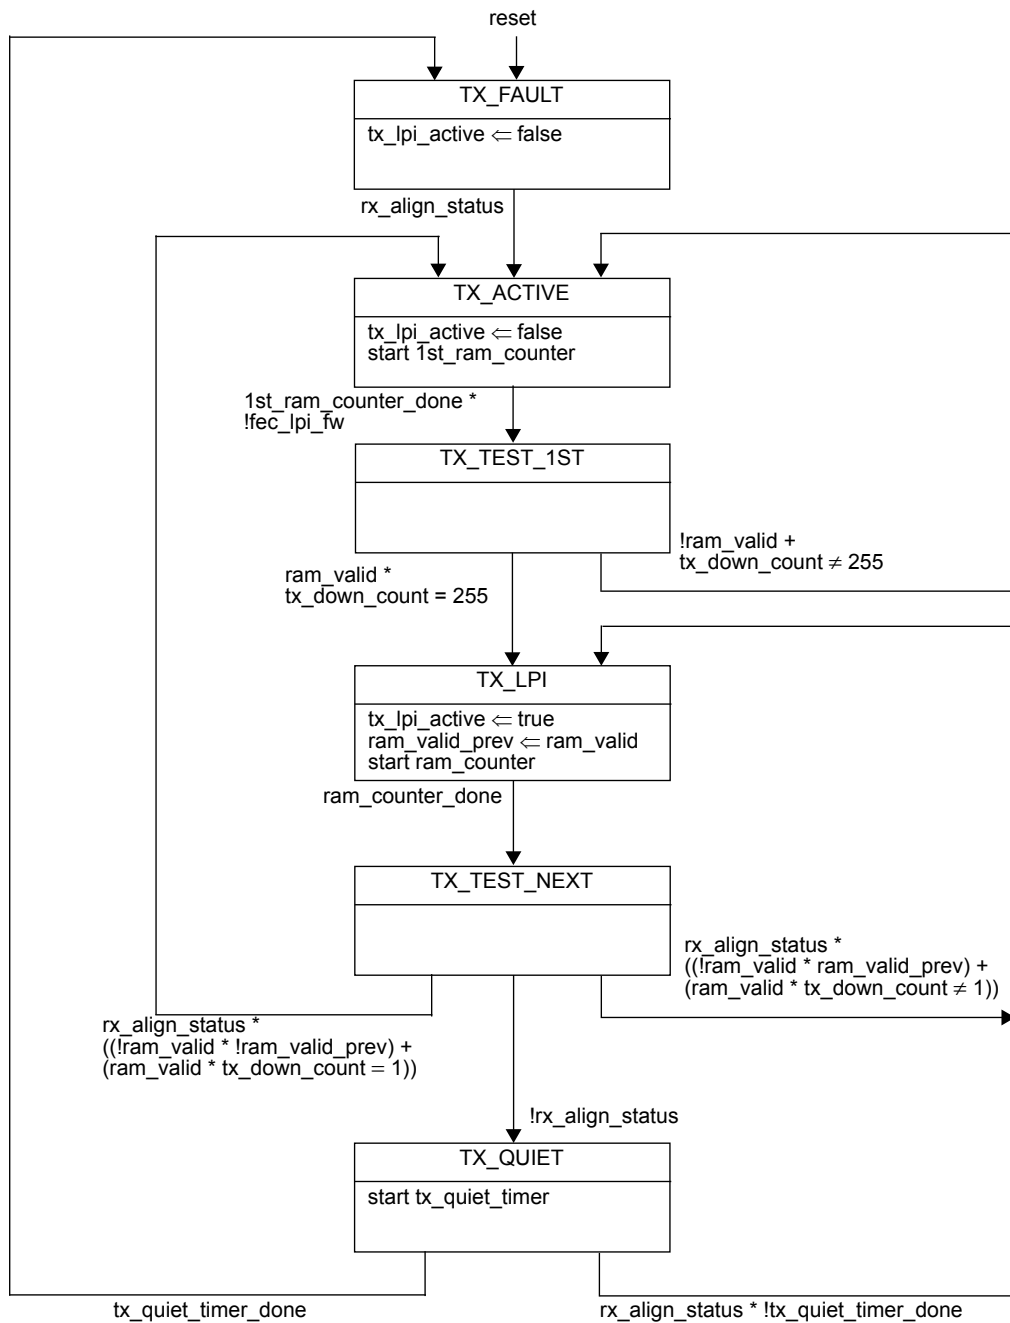 reset
TX_FAULT
tx_lpi_active ⇐ false
rx_align_status
TX_ACTIVE
tx_lpi_active ⇐ false
start 1st_ram_counter
1st_ram_counter_done *
!fec_lpi_fw
TX_TEST_1ST
!ram_valid +
tx_down_count ≠ 255
ram_valid *
tx_down_count = 255
TX_LPI
tx_lpi_active ⇐ true
ram_valid_prev ⇐ ram_valid
start ram_counter
ram_counter_done
TX_TEST_NEXT
rx_align_status *
((!ram_valid * ram_valid_prev) +
(ram_valid * tx_down_count ≠ 1))
rx_align_status *
((!ram_valid * !ram_valid_prev) +
(ram_valid * tx_down_count = 1))
!rx_align_status
TX_QUIET
start tx_quiet_timer
tx_quiet_timer_done
rx_align_status * !tx_quiet_timer_done